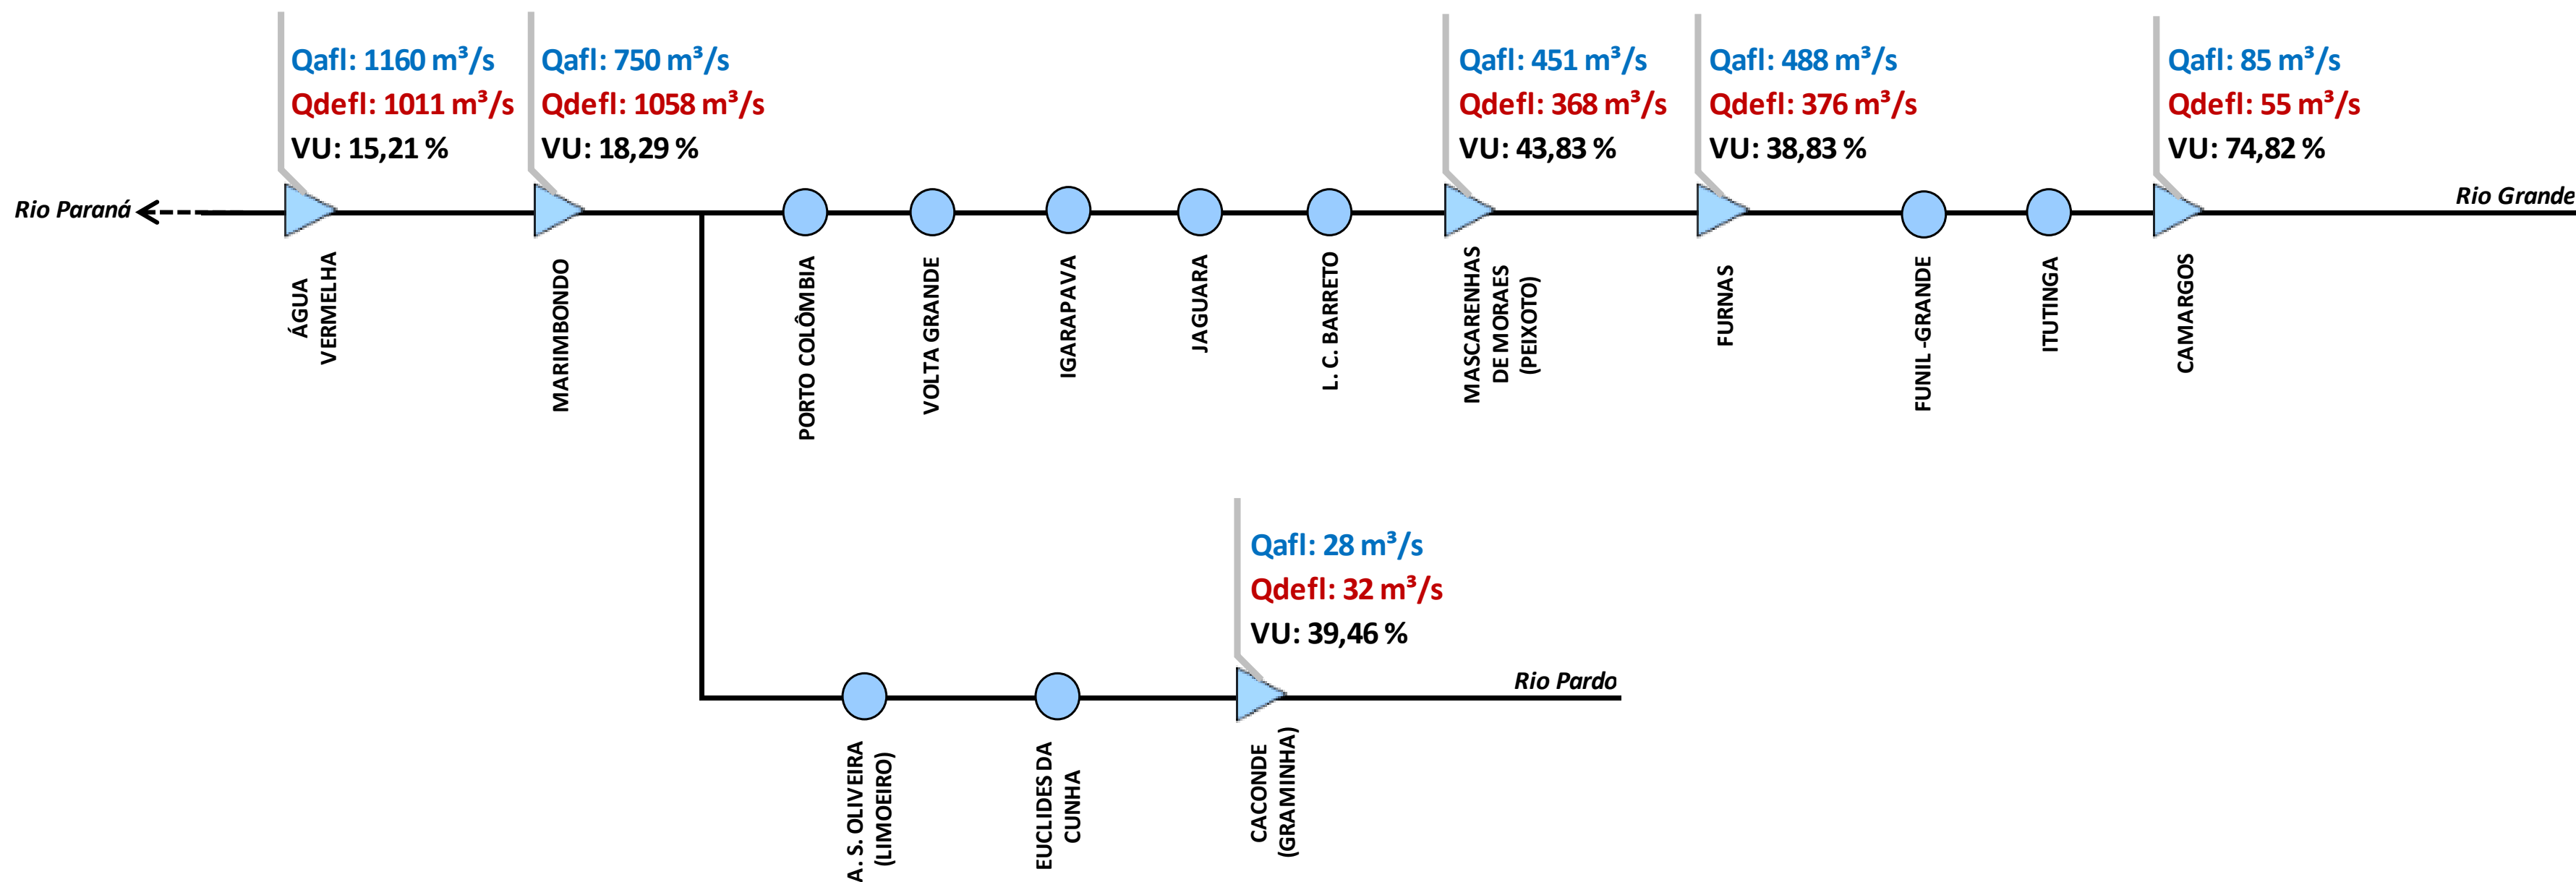 Qafl: 1160 m³/s
Qdefl: 1011 m³/s
VU: 15,21 %
Qafl: 750 m³/s
Qdefl: 1058 m³/s
VU: 18,29 %
Qafl: 451 m³/s
Qdefl: 368 m³/s
VU: 43,83 %
Qafl: 488 m³/s
Qdefl: 376 m³/s
VU: 38,83 %
Qafl: 85 m³/s
Qdefl: 55 m³/s
VU: 74,82 %
Rio Paraná
Rio Grande
ÁGUA
VERMELHA
MARIMBONDO
PORTO COLÔMBIA
VOLTA GRANDE
IGARAPAVA
JAGUARA
L. C. BARRETO
MASCARENHAS
DE MORAES
(PEIXOTO)
FURNAS
FUNIL -GRANDE
ITUTINGA
CAMARGOS
Qafl: 28 m³/s
Qdefl: 32 m³/s
VU: 39,46 %
Rio Pardo
A. S. OLIVEIRA
(LIMOEIRO)
EUCLIDES DA
CUNHA
CACONDE
(GRAMINHA)